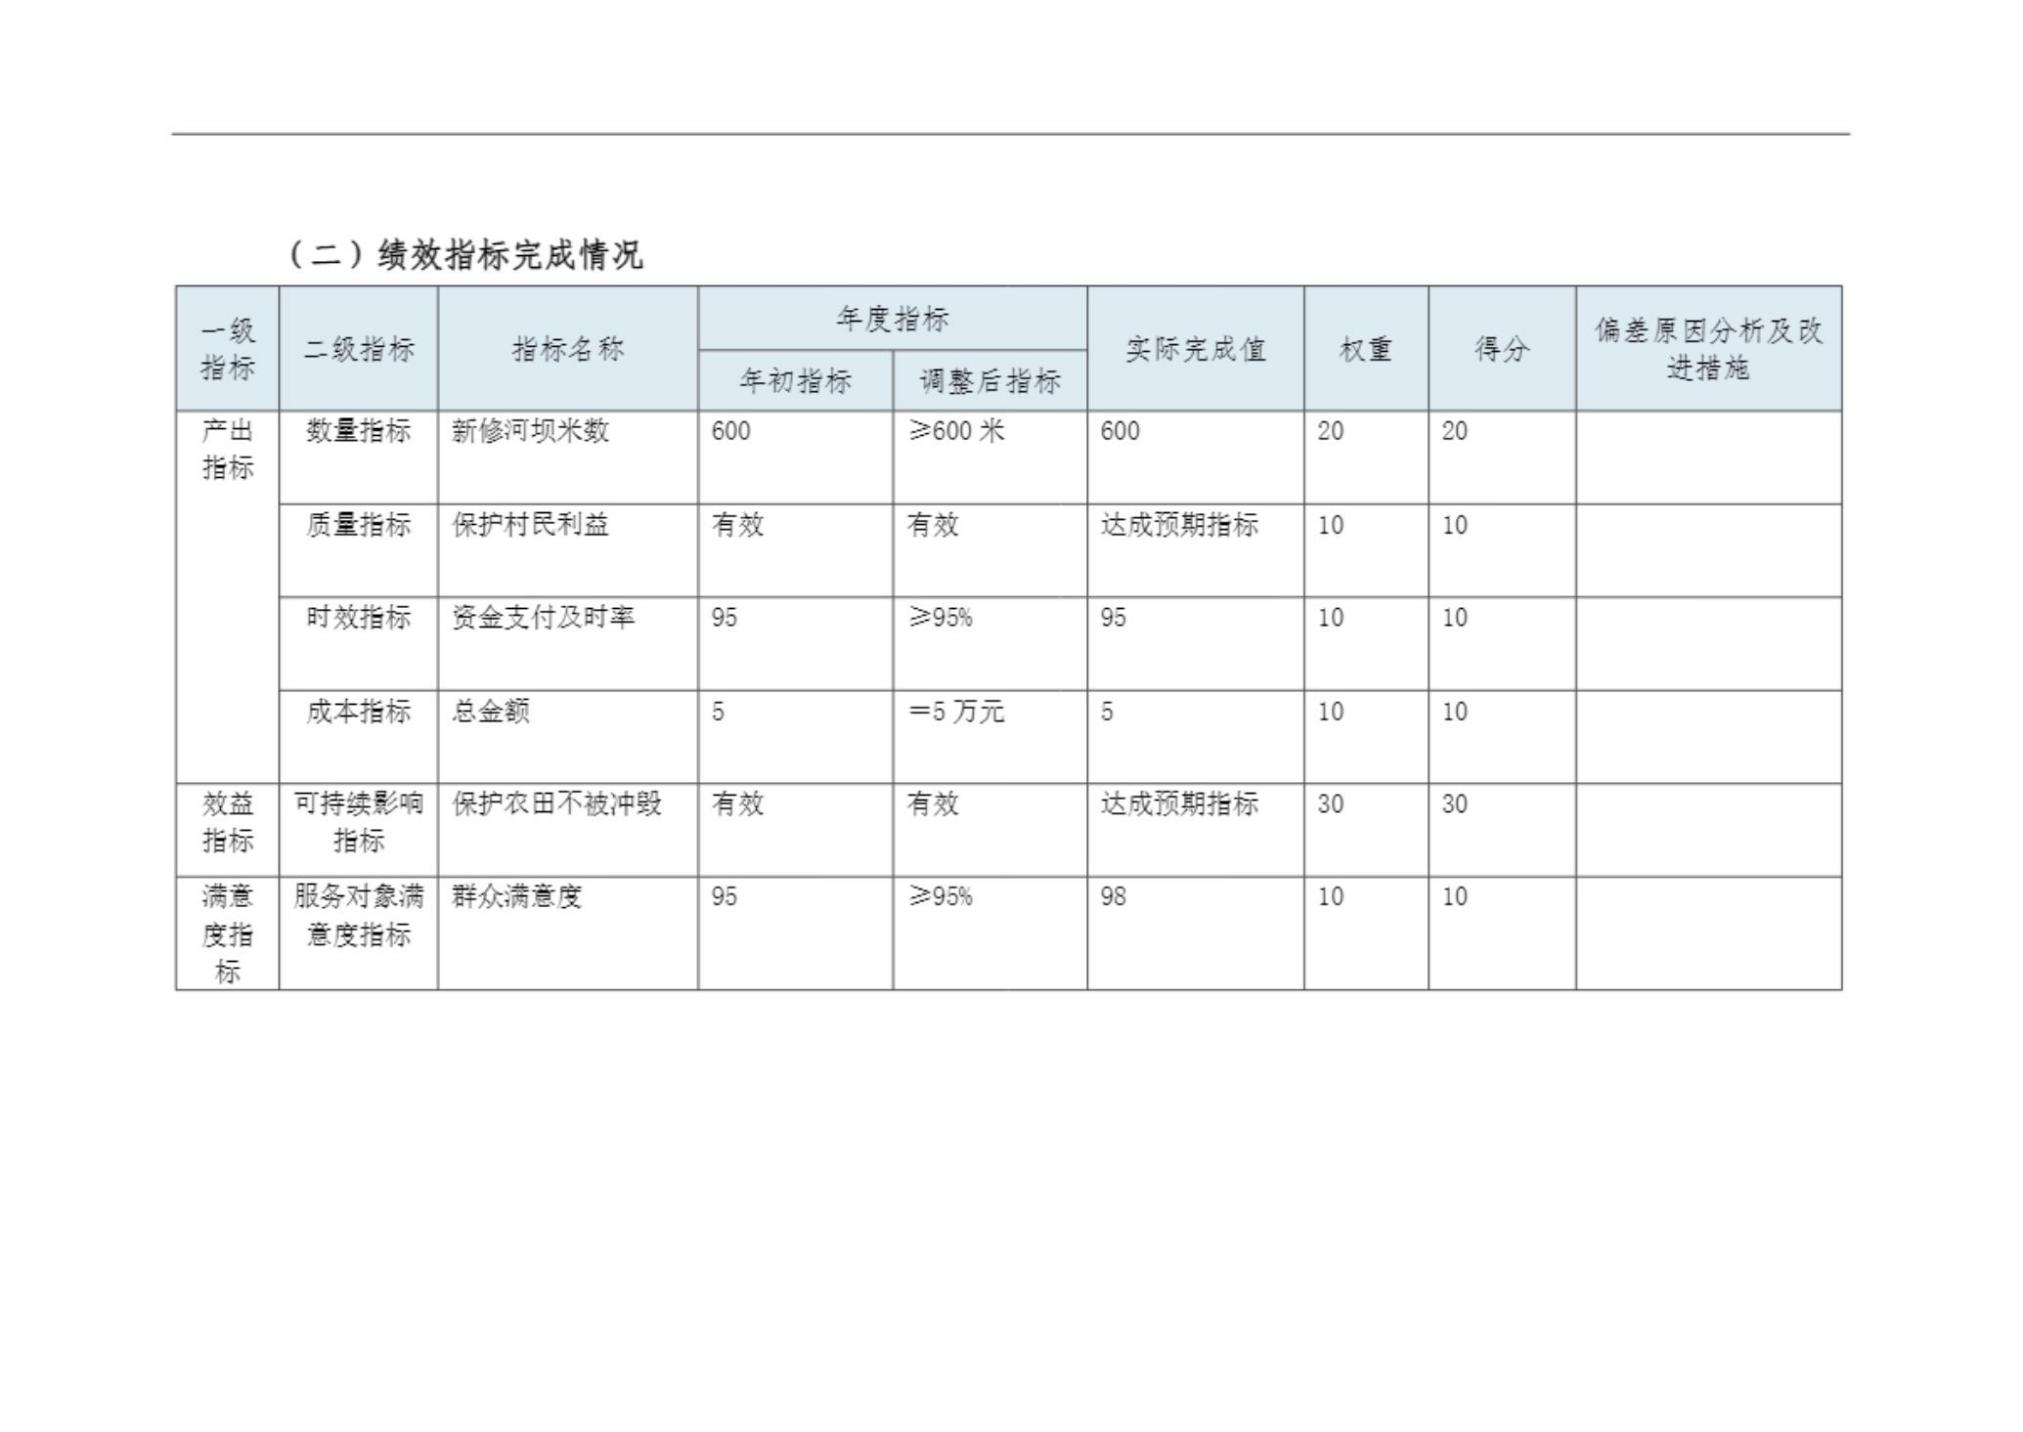 （二）绩效指标完成情况
一级指标 二级指标 指标名称 年度指标 实际完成值 权重 得分 偏差原因分析及改进措施
年初指标 调整后指标
产出指标 数量指标 新修河坝米数 600 ≥600 米 600 20 20
质量指标 保护村民利益 有效 有效 达成预期指标 10 10
时效指标 资金支付及时率 95 ≥95% 95 10 10
成本指标 总金额 5 ＝5 万元 5 10 10
效益指标 可持续影响指标 保护农田不被冲毁 有效 有效 达成预期指标 30 30
满意度指标 服务对象满意度指标 群众满意度 95 ≥95% 98 10 10